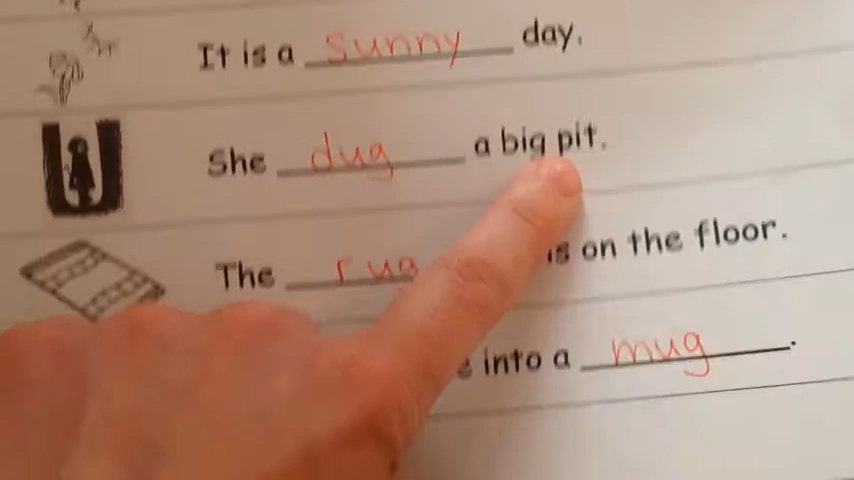 It is a sunny day.
She dug a big pit.
The rug is on the floor.
into a mug.